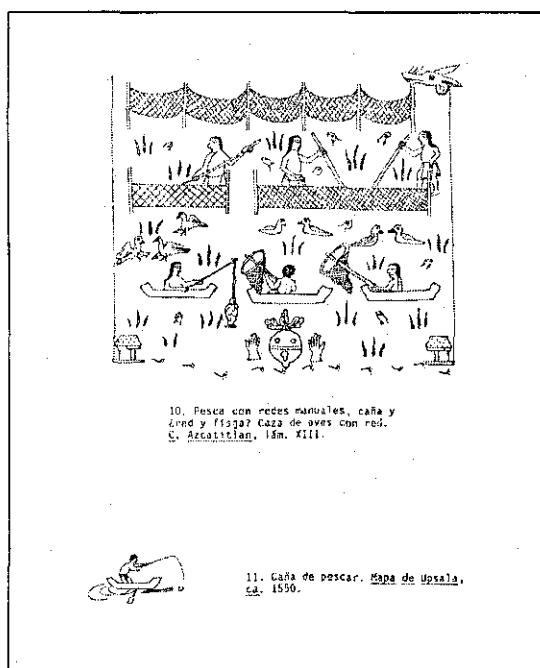 10. Pesca con redes manuales, caña y
¿red y fisga? Caza de aves con red.
C. Azcatitlan, lám. XIII.
11. Caña de pescar. Mapa de Upsala,
ca. 1550.